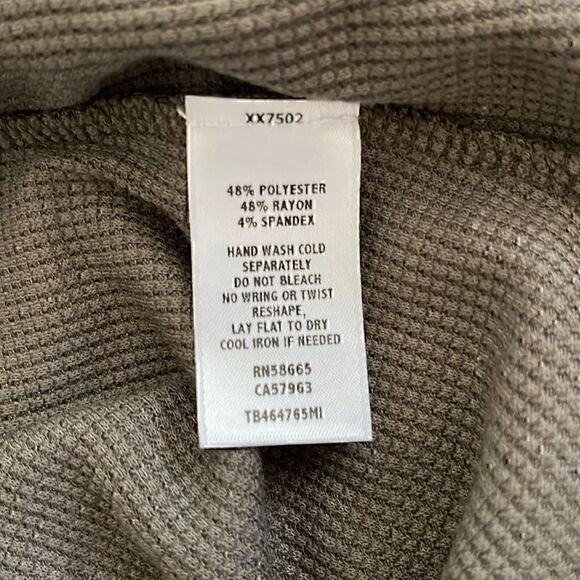 XX7502
48% POLYESTER
48% RAYON
4% SPANDEX
HAND WASH COLD
SEPARATELY
DO NOT BLEACH
NO WRING OR TWIST
RESHAPE,
LAY FLAT TO DRY
COOL IRON IF NEEDED
RN58665
CA57963
TB464765MI